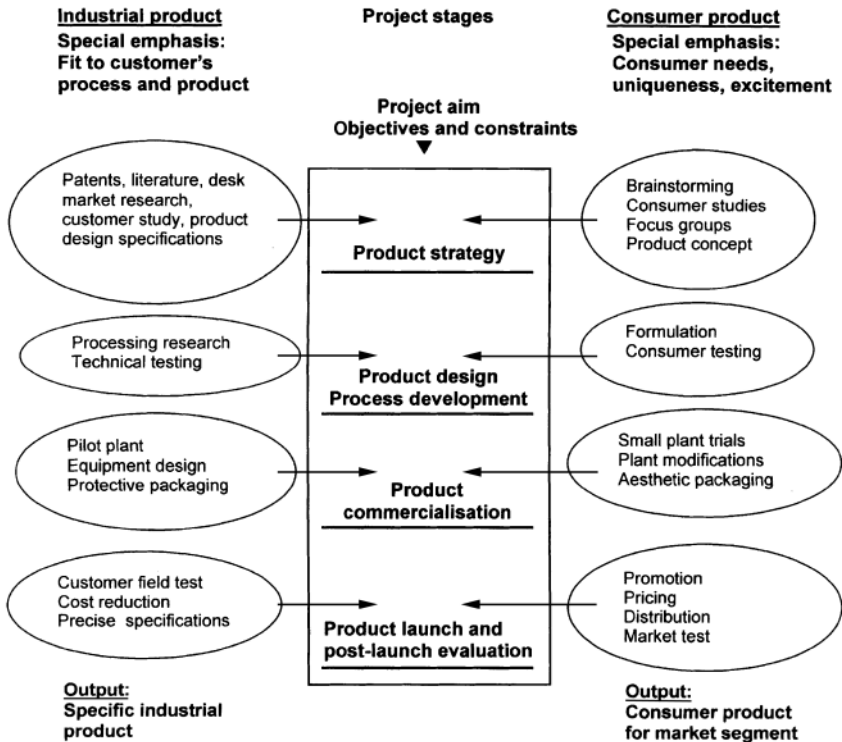 Industrial product
Special emphasis:
Fit to customer's
process and product
Project stages
Consumer product
Special emphasis:
Consumer needs,
uniqueness, excitement
Project aim
Objectives and constraints
Patents, literature, desk
market research,
customer study, product
design specifications
Product strategy
Brainstorming
Consumer studies
Focus groups
Product concept
Processing research
Technical testing
Product design
Process development
Formulation
Consumer testing
Pilot plant
Equipment design
Protective packaging
Product
commercialisation
Small plant trials
Plant modifications
Aesthetic packaging
Customer field test
Cost reduction
Precise specifications
Product launch and
post-launch evaluation
Promotion
Pricing
Distribution
Market test
Output:
Specific industrial
product
Output:
Consumer product
for market segment